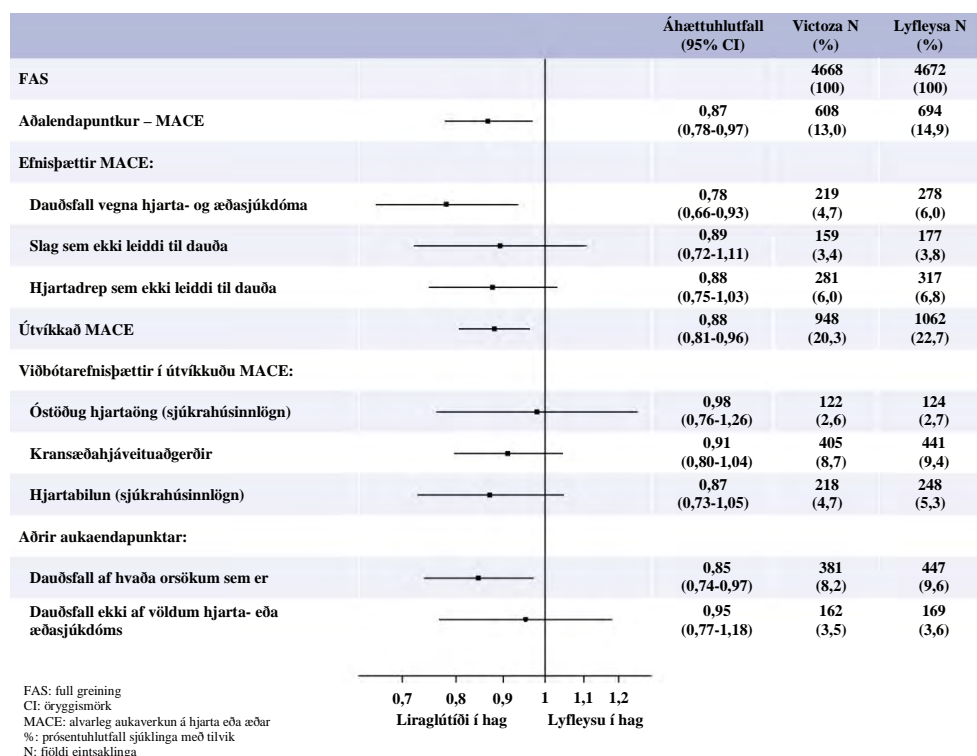 Áhættuhlutfall Victoza N Lyfleysa N
(95% CI) (%) (%)
FAS 4668 4672
(100) (100)
Aðalendapuntkur – MACE 0,87 608 694
(0,78-0,97) (13,0) (14,9)
Efnisþættir MACE:
Dauðsfall vegna hjarta- og æðasjúkdóma 0,78 219 278
(0,66-0,93) (4,7) (6,0)
Slag sem ekki leiddi til dauða 0,89 159 177
(0,72-1,11) (3,4) (3,8)
Hjartadrep sem ekki leiddi til dauða 0,88 281 317
(0,75-1,03) (6,0) (6,8)
Útvíkkað MACE 0,88 948 1062
(0,81-0,96) (20,3) (22,7)
Viðbótarefnisþættir í útvíkkuðu MACE:
Óstöðug hjartaöng (sjúkrahúsinnlögn) 0,98 122 124
(0,76-1,26) (2,6) (2,7)
Kransæðahjáveituaðgerðir 0,91 405 441
(0,80-1,04) (8,7) (9,4)
Hjartabilun (sjúkrahúsinnlögn) 0,87 218 248
(0,73-1,05) (4,7) (5,3)
Aðrir aukaendapunktar:
Dauðsfall af hvaða orsökum sem er 0,85 381 447
(0,74-0,97) (8,2) (9,6)
Dauðsfall ekki af völdum hjarta- eða 0,95 162 169
æðasjúkdóms (0,77-1,18) (3,5) (3,6)
0,7 0,8 0,9 1 1,1 1,2
Liraglútíði í hag Lyfleysu í hag
FAS: full greining
CI: öryggismörk
MACE: alvarleg aukaverkun á hjarta eða æðar
%: prósentuhlutfall sjúklinga með tilvik
N: fjöldi eintsaklinga